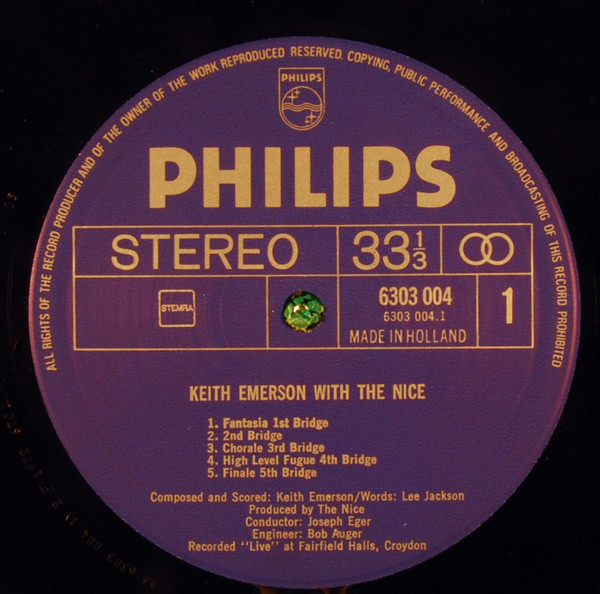 ALL RIGHTS OF THE RECORD PRODUCER AND OF THE OWNER OF THE WORK REPRODUCED RESERVED. COPYING, PUBLIC PERFORMANCE AND BROADCASTING OF THIS RECORD PROHIBITED
PHILIPS
PHILIPS
STEREO 33 1/3
STEMRA 6303 004 1
6303 004.1
MADE IN HOLLAND
KEITH EMERSON WITH THE NICE
1. Fantasia 1st Bridge
2. 2nd Bridge
3. Chorale 3rd Bridge
4. High Level Fugue 4th Bridge
5. Finale 5th Bridge
Composed and Scored: Keith Emerson/Words: Lee Jackson
Produced by The Nice
Conductor: Joseph Eger
Engineer: Bob Auger
Recorded "Live" at Fairfield Halls, Croydon